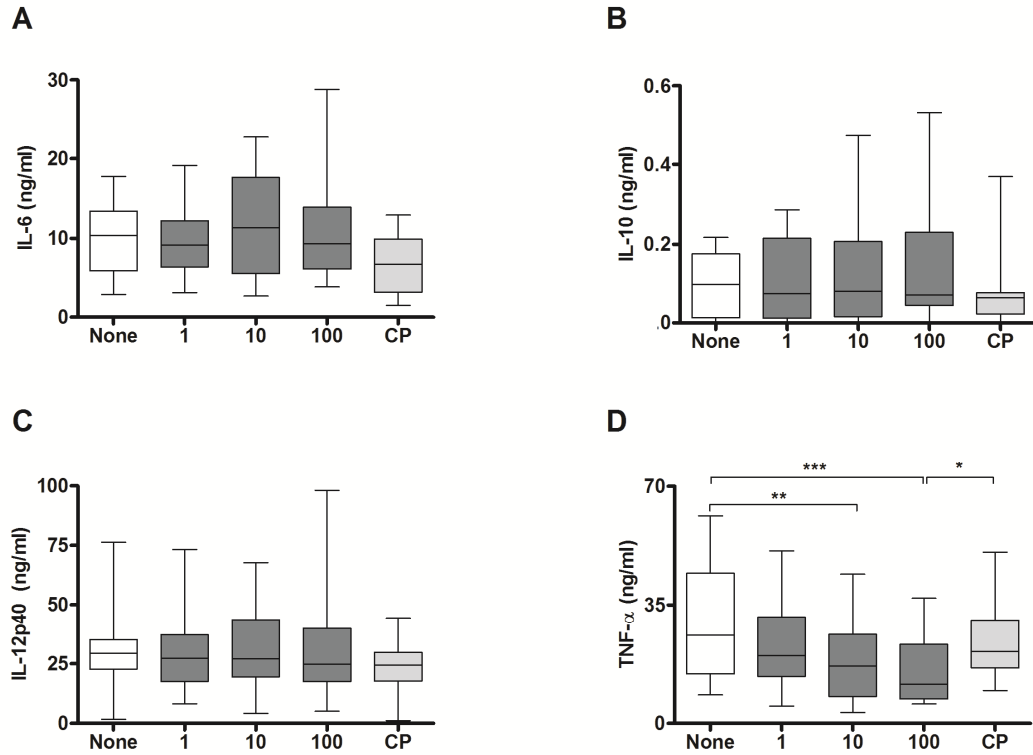 A
IL-6 (ng/ml)
30
20
10
0
None 1 10 100 CP
B
IL-10 (ng/ml)
0.6
0.4
0.2
.0
None 1 10 100 CP
C
IL-12p40 (ng/ml)
100
75
50
25
0
None 1 10 100 CP
D
TNF-α (ng/ml)
70
35
0
***
*
**
None 1 10 100 CP